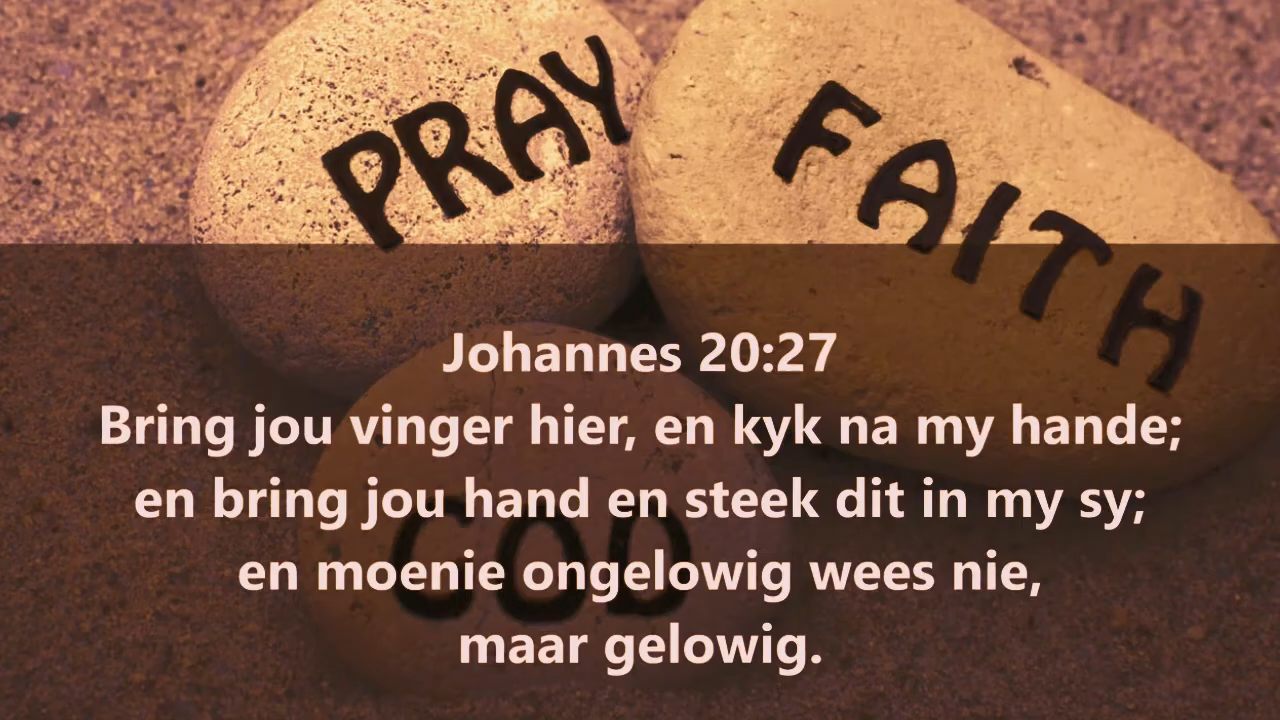 PRAY
FAITH
GOD
Johannes 20:27
Bring jou vinger hier, en kyk na my hande;
en bring jou hand en steek dit in my sy;
en moenie ongelowig wees nie,
maar gelowig.